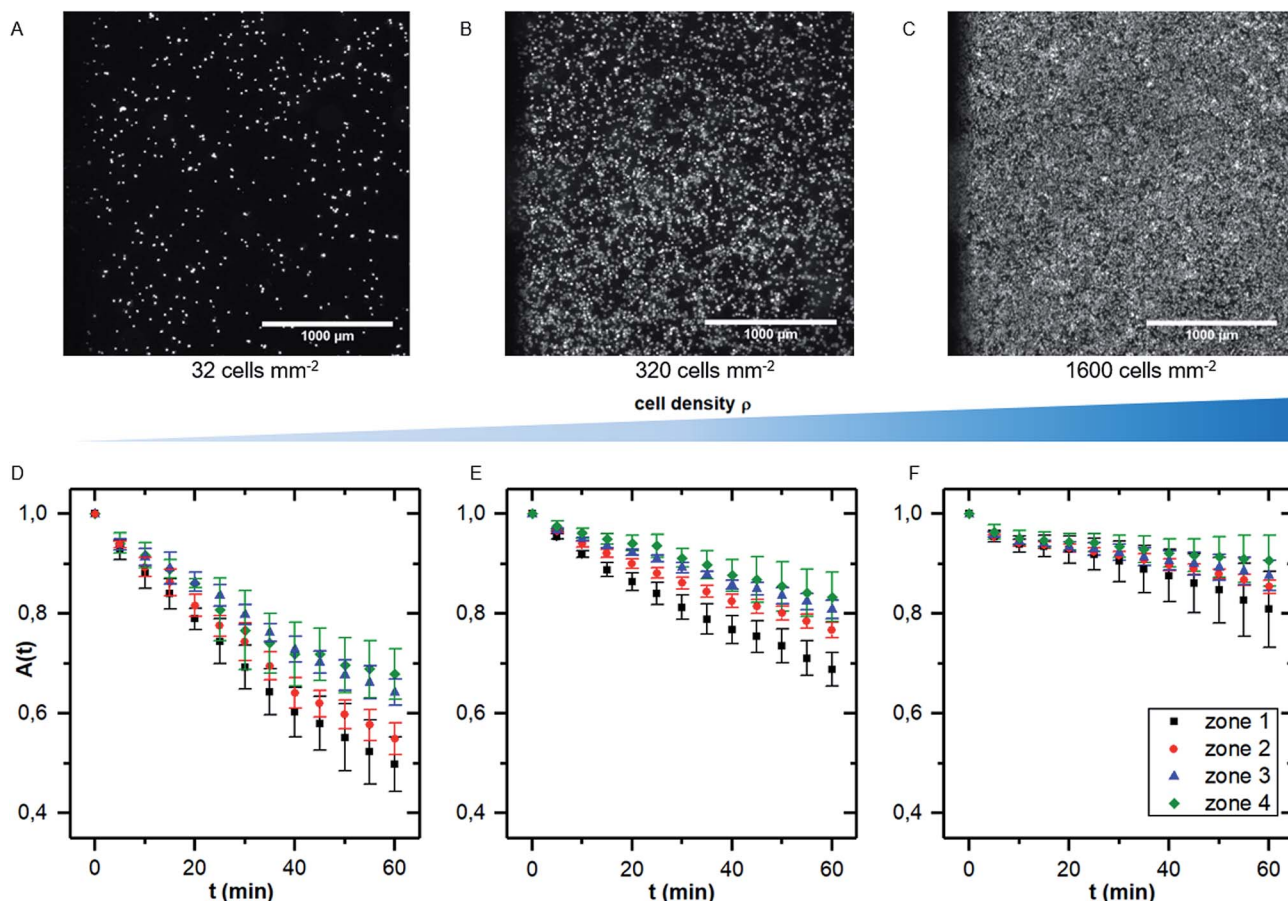 A
B
C
1000 µm
1000 µm
1000 µm
32 cells mm-2
320 cells mm-2
1600 cells mm-2
cell density ρ
D
E
F
1,0
0,8
0,6
0,4
A(t)
0 20 40 60
t (min)
1,0
0,8
0,6
0,4
0 20 40 60
t (min)
1,0
0,8
0,6
0,4
0 20 40 60
t (min)
zone 1
zone 2
zone 3
zone 4